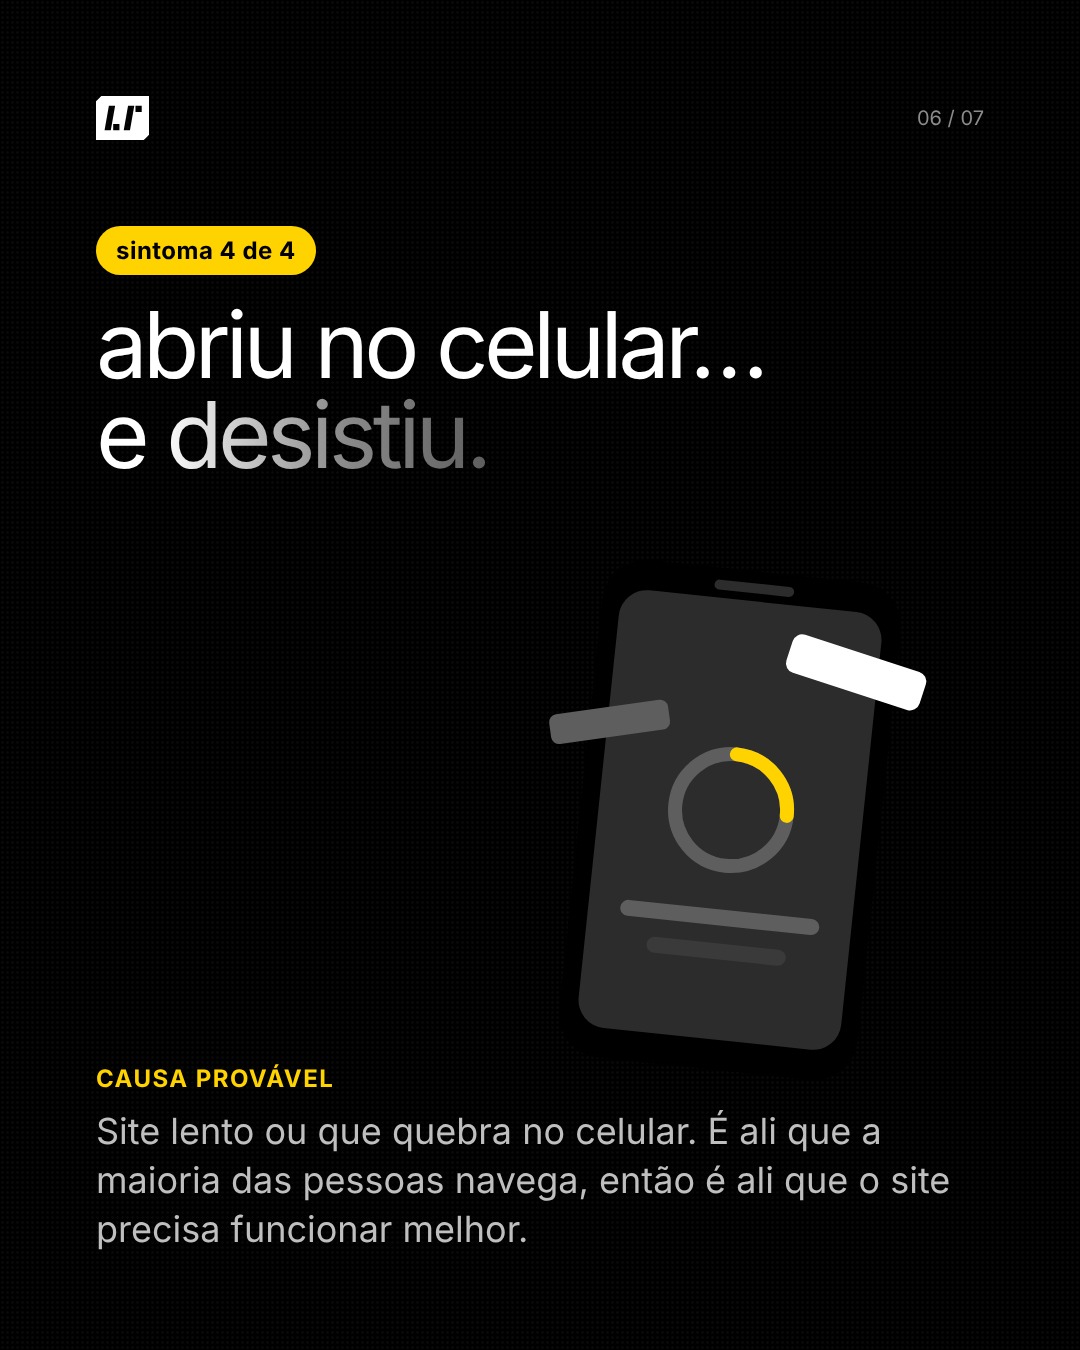 06 / 07
sintoma 4 de 4
abriu no celular...
e desistiu.
CAUSA PROVÁVEL
Site lento ou que quebra no celular. É ali que a
maioria das pessoas navega, então é ali que o site
precisa funcionar melhor.